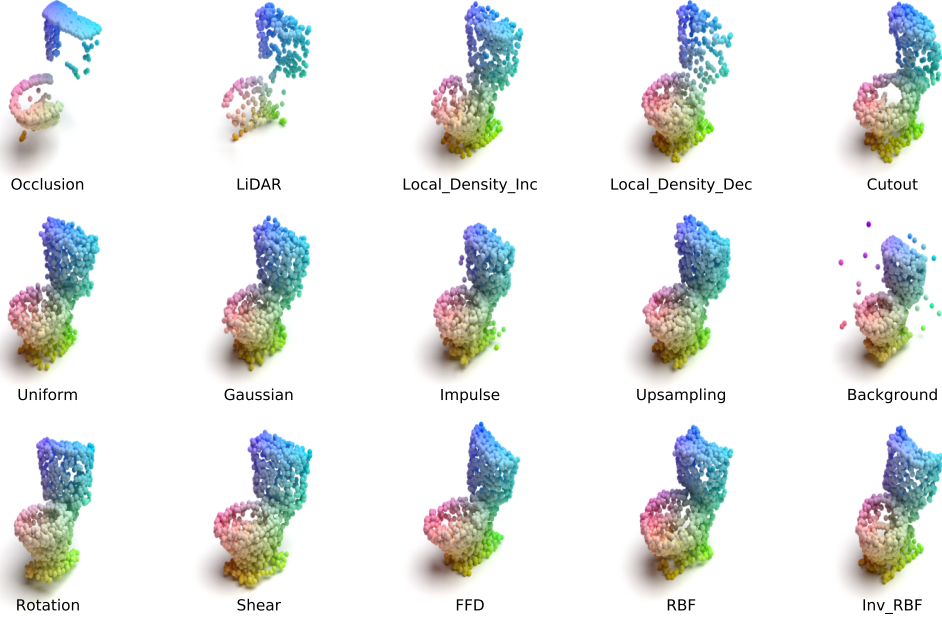 Occlusion LiDAR Local_Density_Inc Local_Density_Dec Cutout
Uniform Gaussian Impulse Upsampling Background
Rotation Shear FFD RBF Inv_RBF